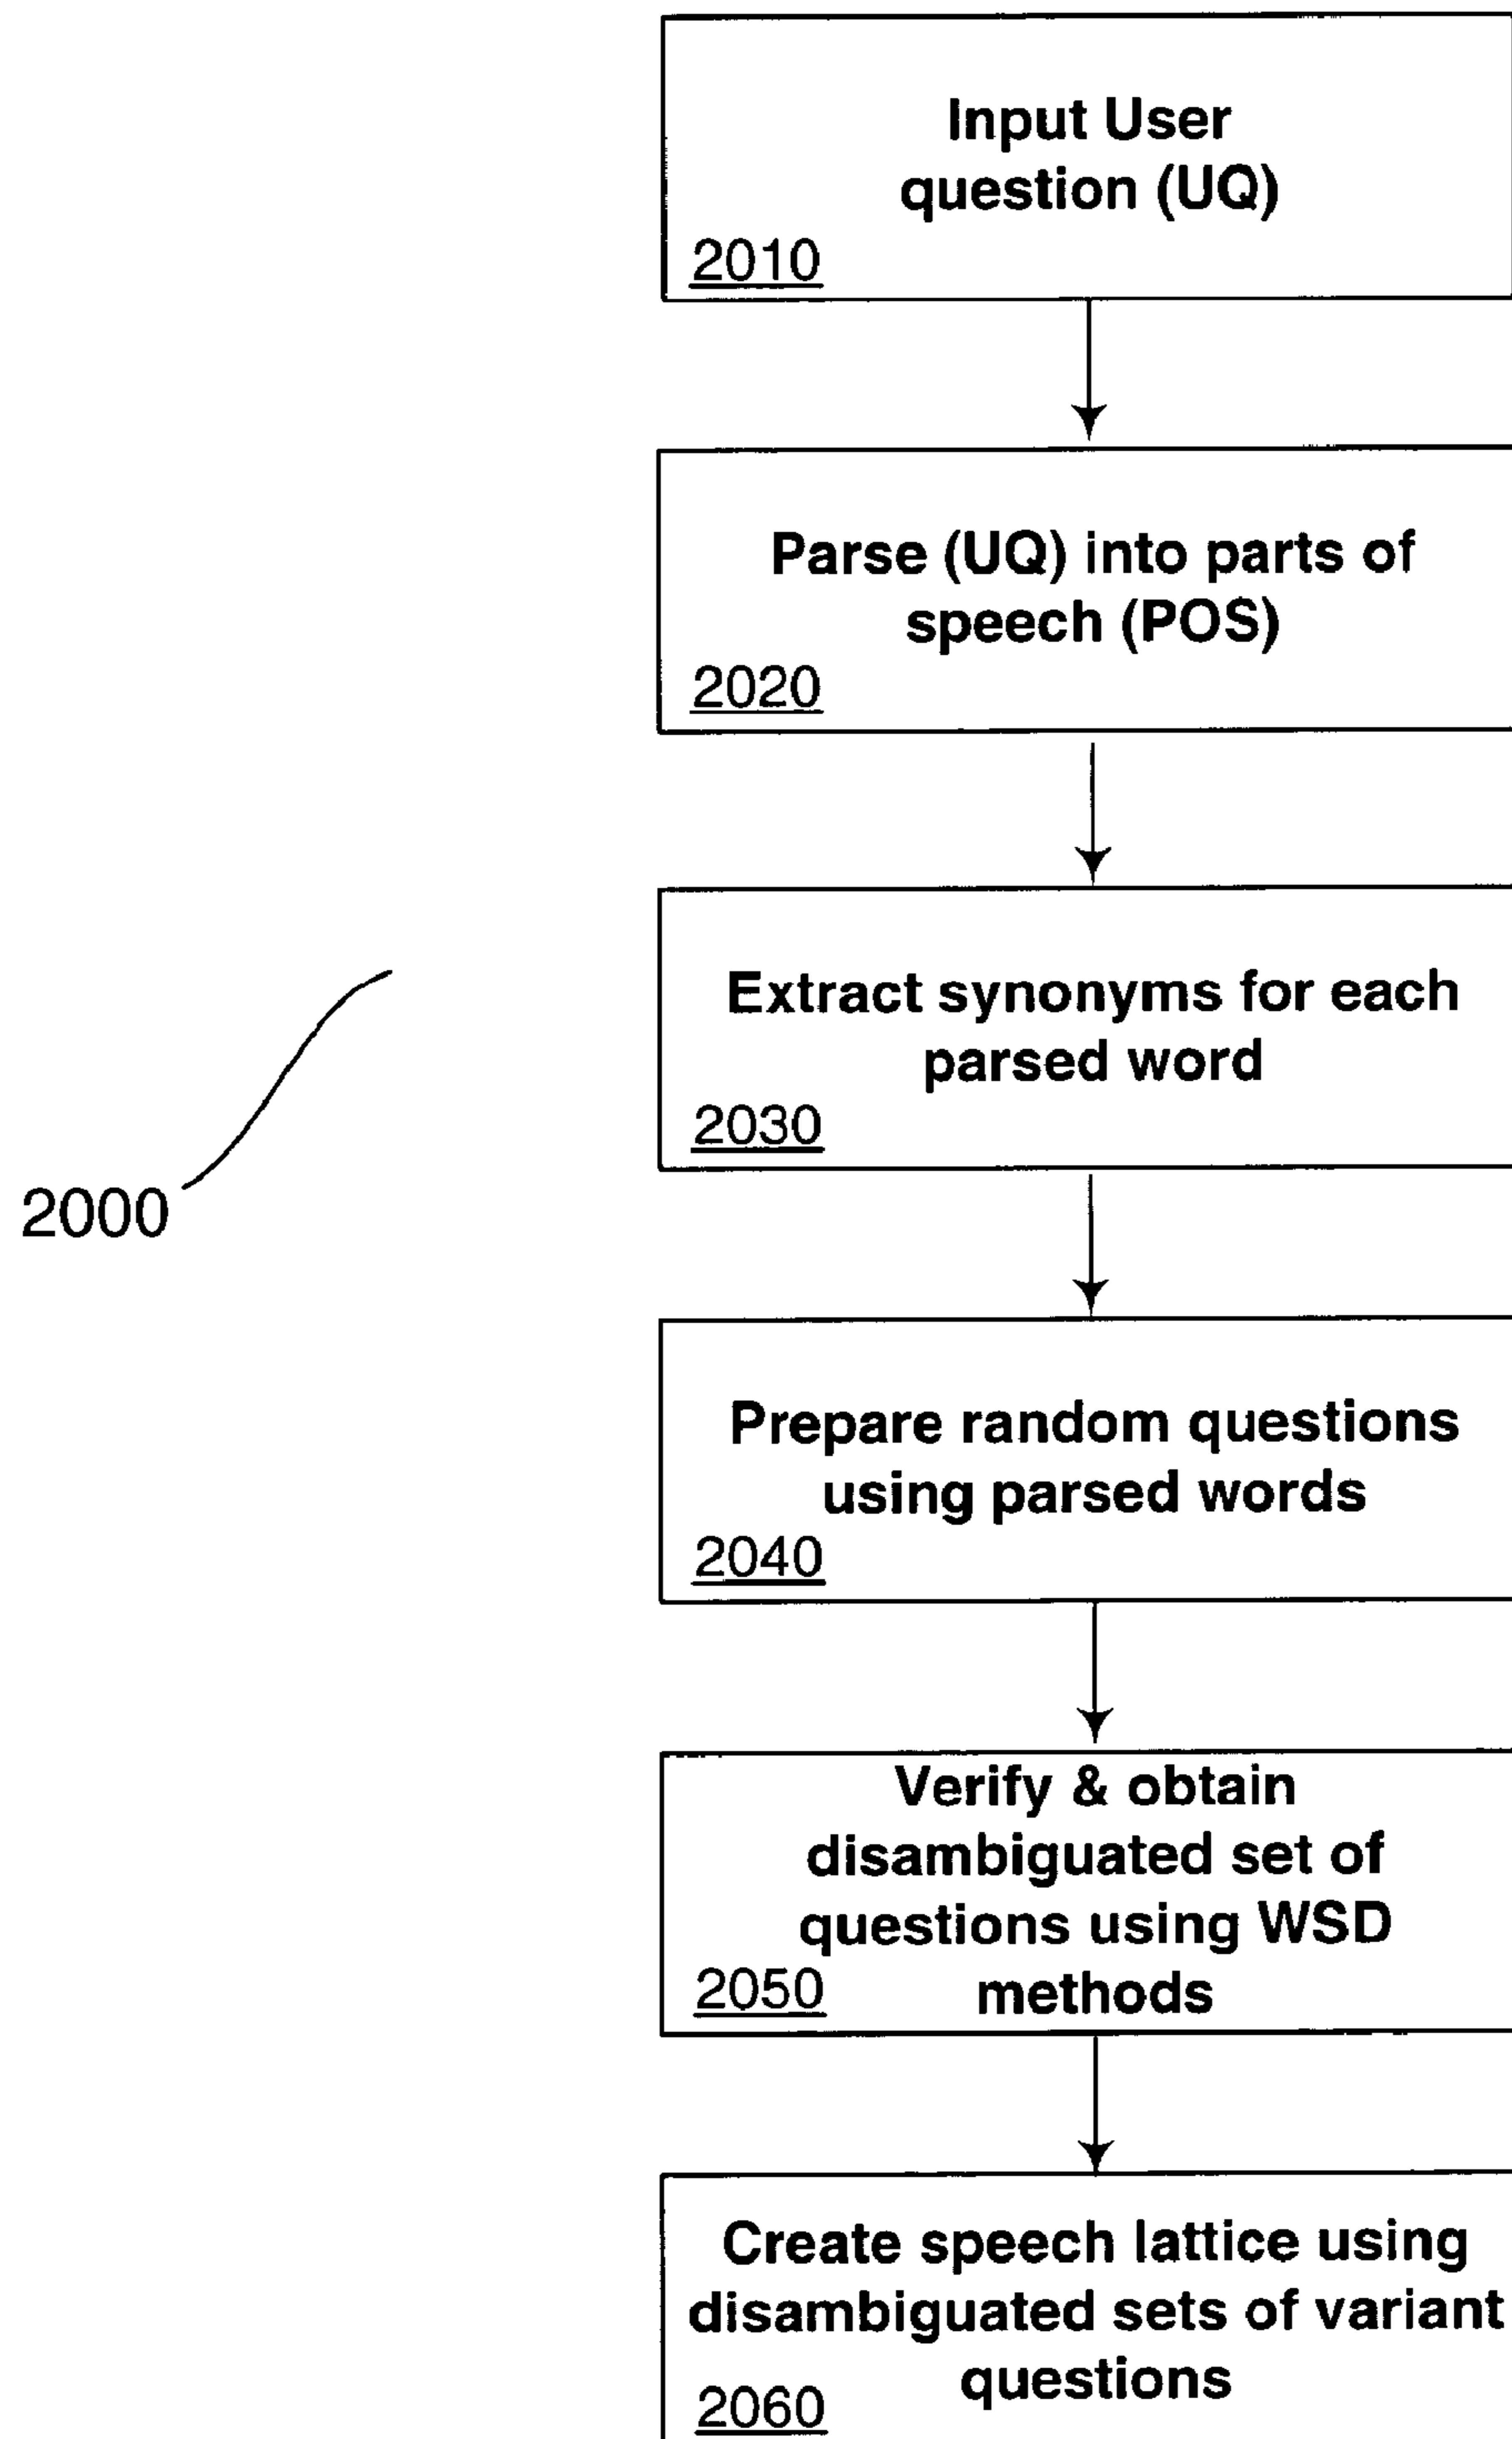 Input User
question (UQ)
2010
Parse (UQ) into parts of
speech (POS)
2020
Extract synonyms for each
parsed word
2030
2000
Prepare random questions
using parsed words
2040
Verify & obtain
disambiguated set of
questions using WSD
methods
2050
Create speech lattice using
disambiguated sets of variant
questions
2060